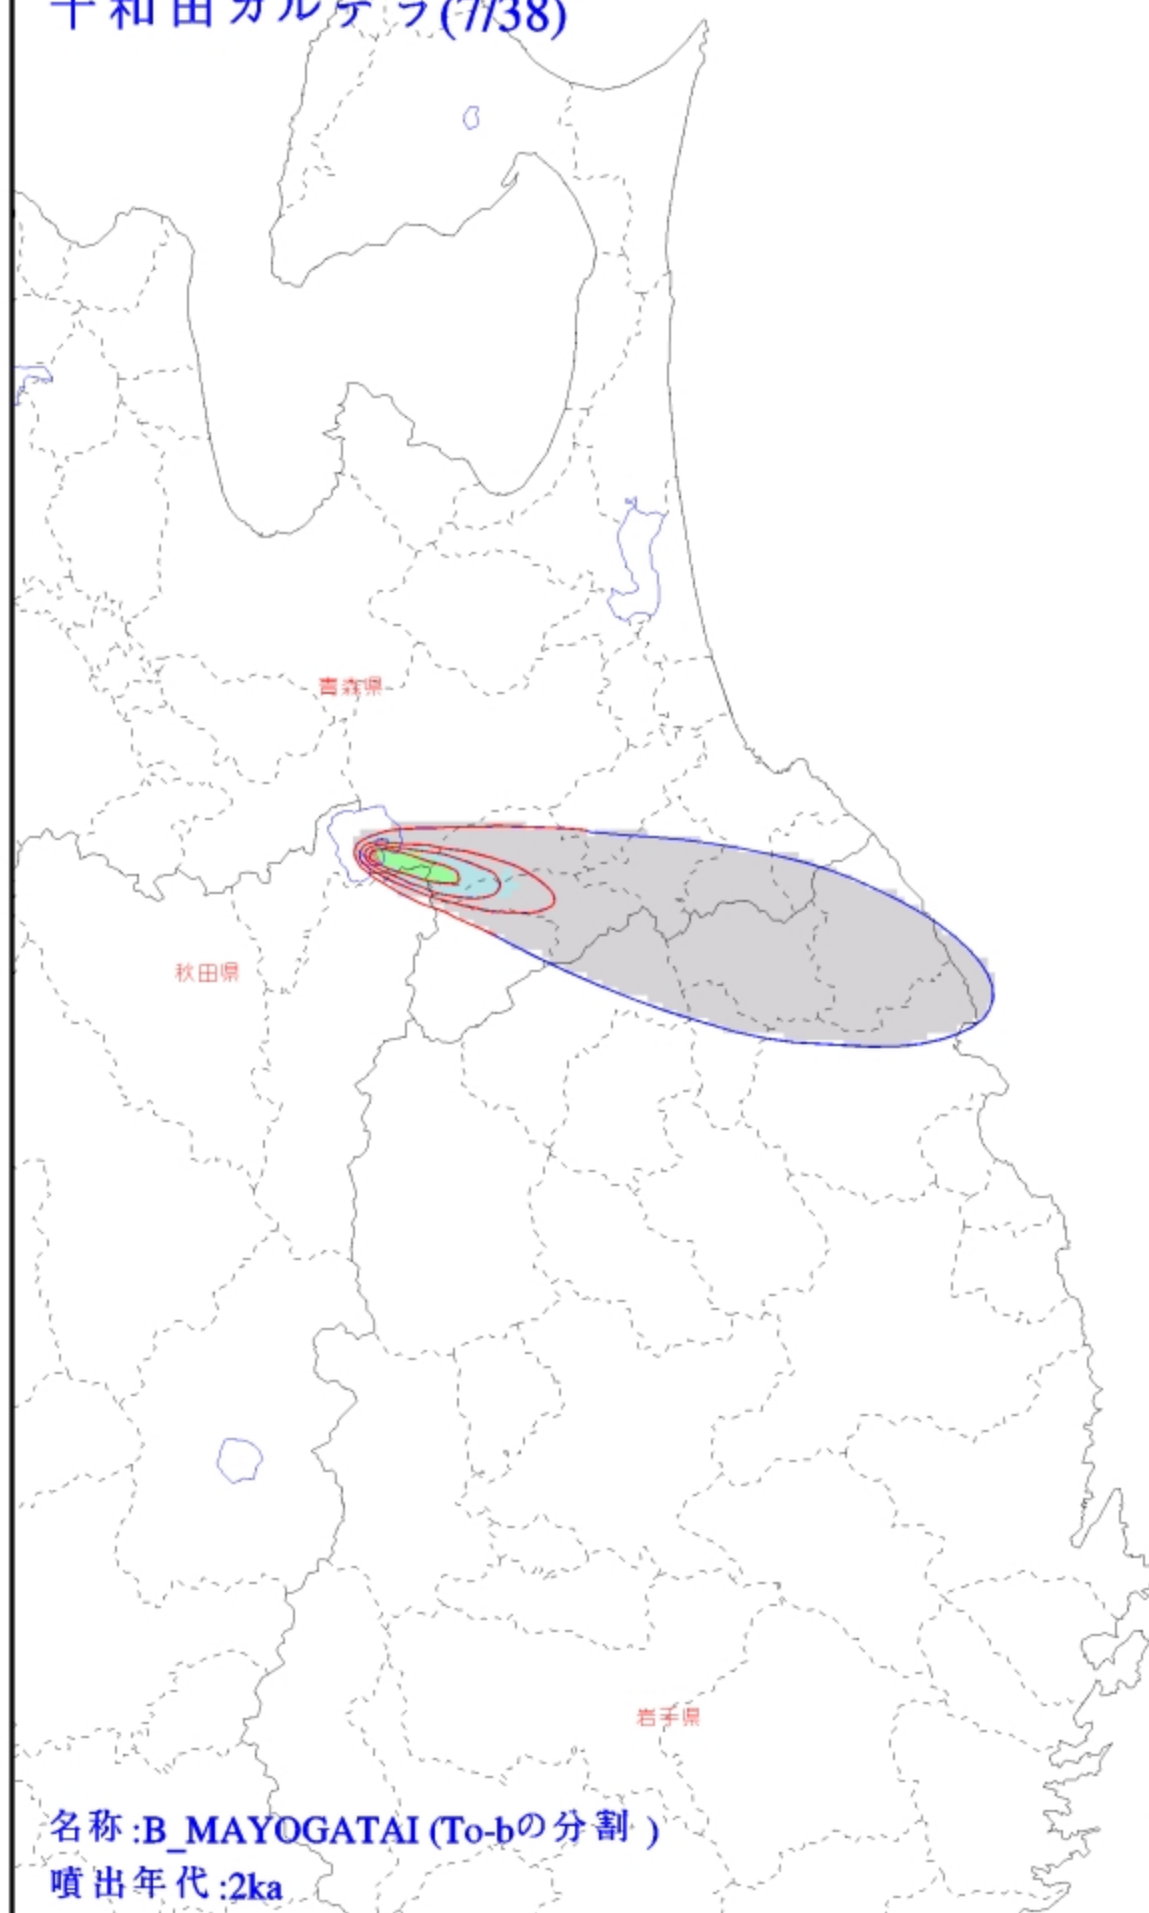 十和田カルデラ(7/38)
青森県
秋田県
岩手県
名称:B_MAYOGATAI (To-bの分割 )
噴出年代:2ka